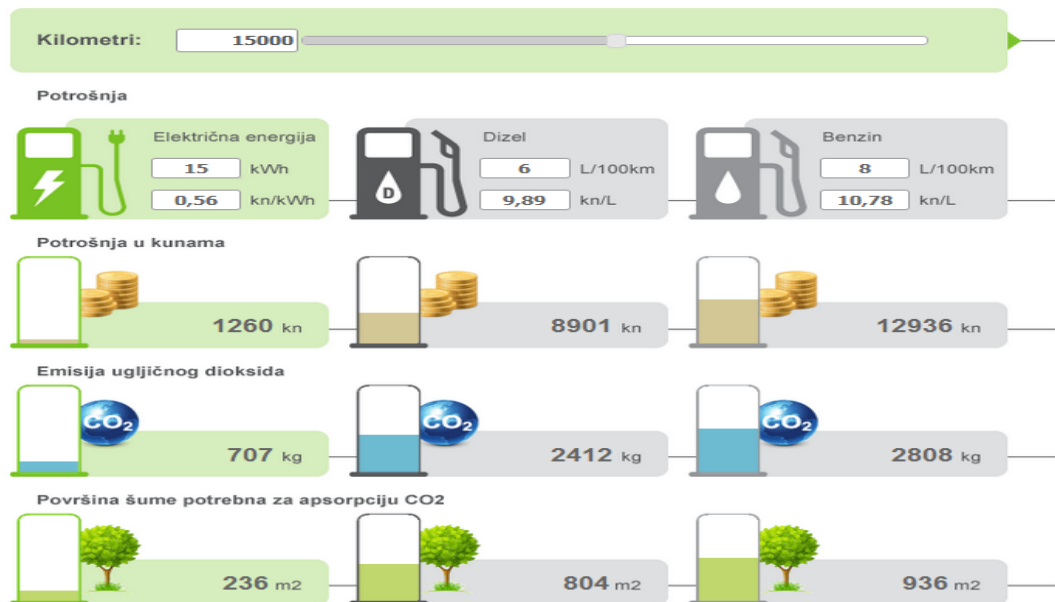 Kilometri: 15000
Potrošnja
Električna energija
15 kWh
0,56 kn/kWh
D
Dizel
6 L/100km
9,89 kn/L
Benzin
8 L/100km
10,78 kn/L
Potrošnja u kunama
1260 kn
8901 kn
12936 kn
Emisija ugljičnog dioksida
CO2
707 kg
CO2
2412 kg
CO2
2808 kg
Površina šume potrebna za apsorpciju CO2
236 m2
804 m2
936 m2